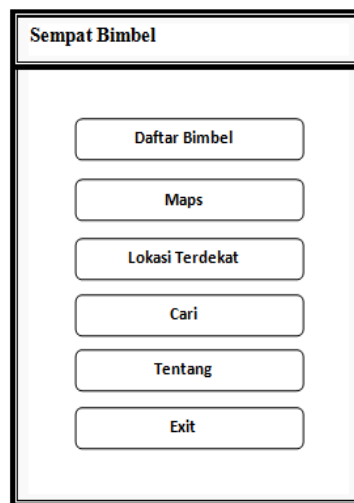 Sempat Bimbel
Daftar Bimbel
Maps
Lokasi Terdekat
Cari
Tentang
Exit